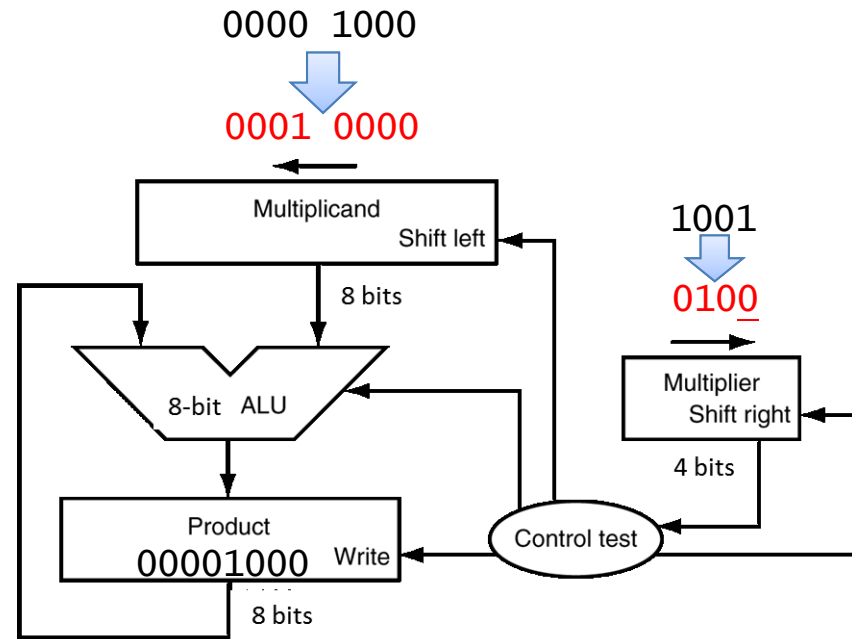 0000 1000
0001 0000
Multiplicand
Shift left
1001
8 bits
0100
Multiplier
Shift right
8-bit ALU
4 bits
Product
Control test
00001000
Write
8 bits